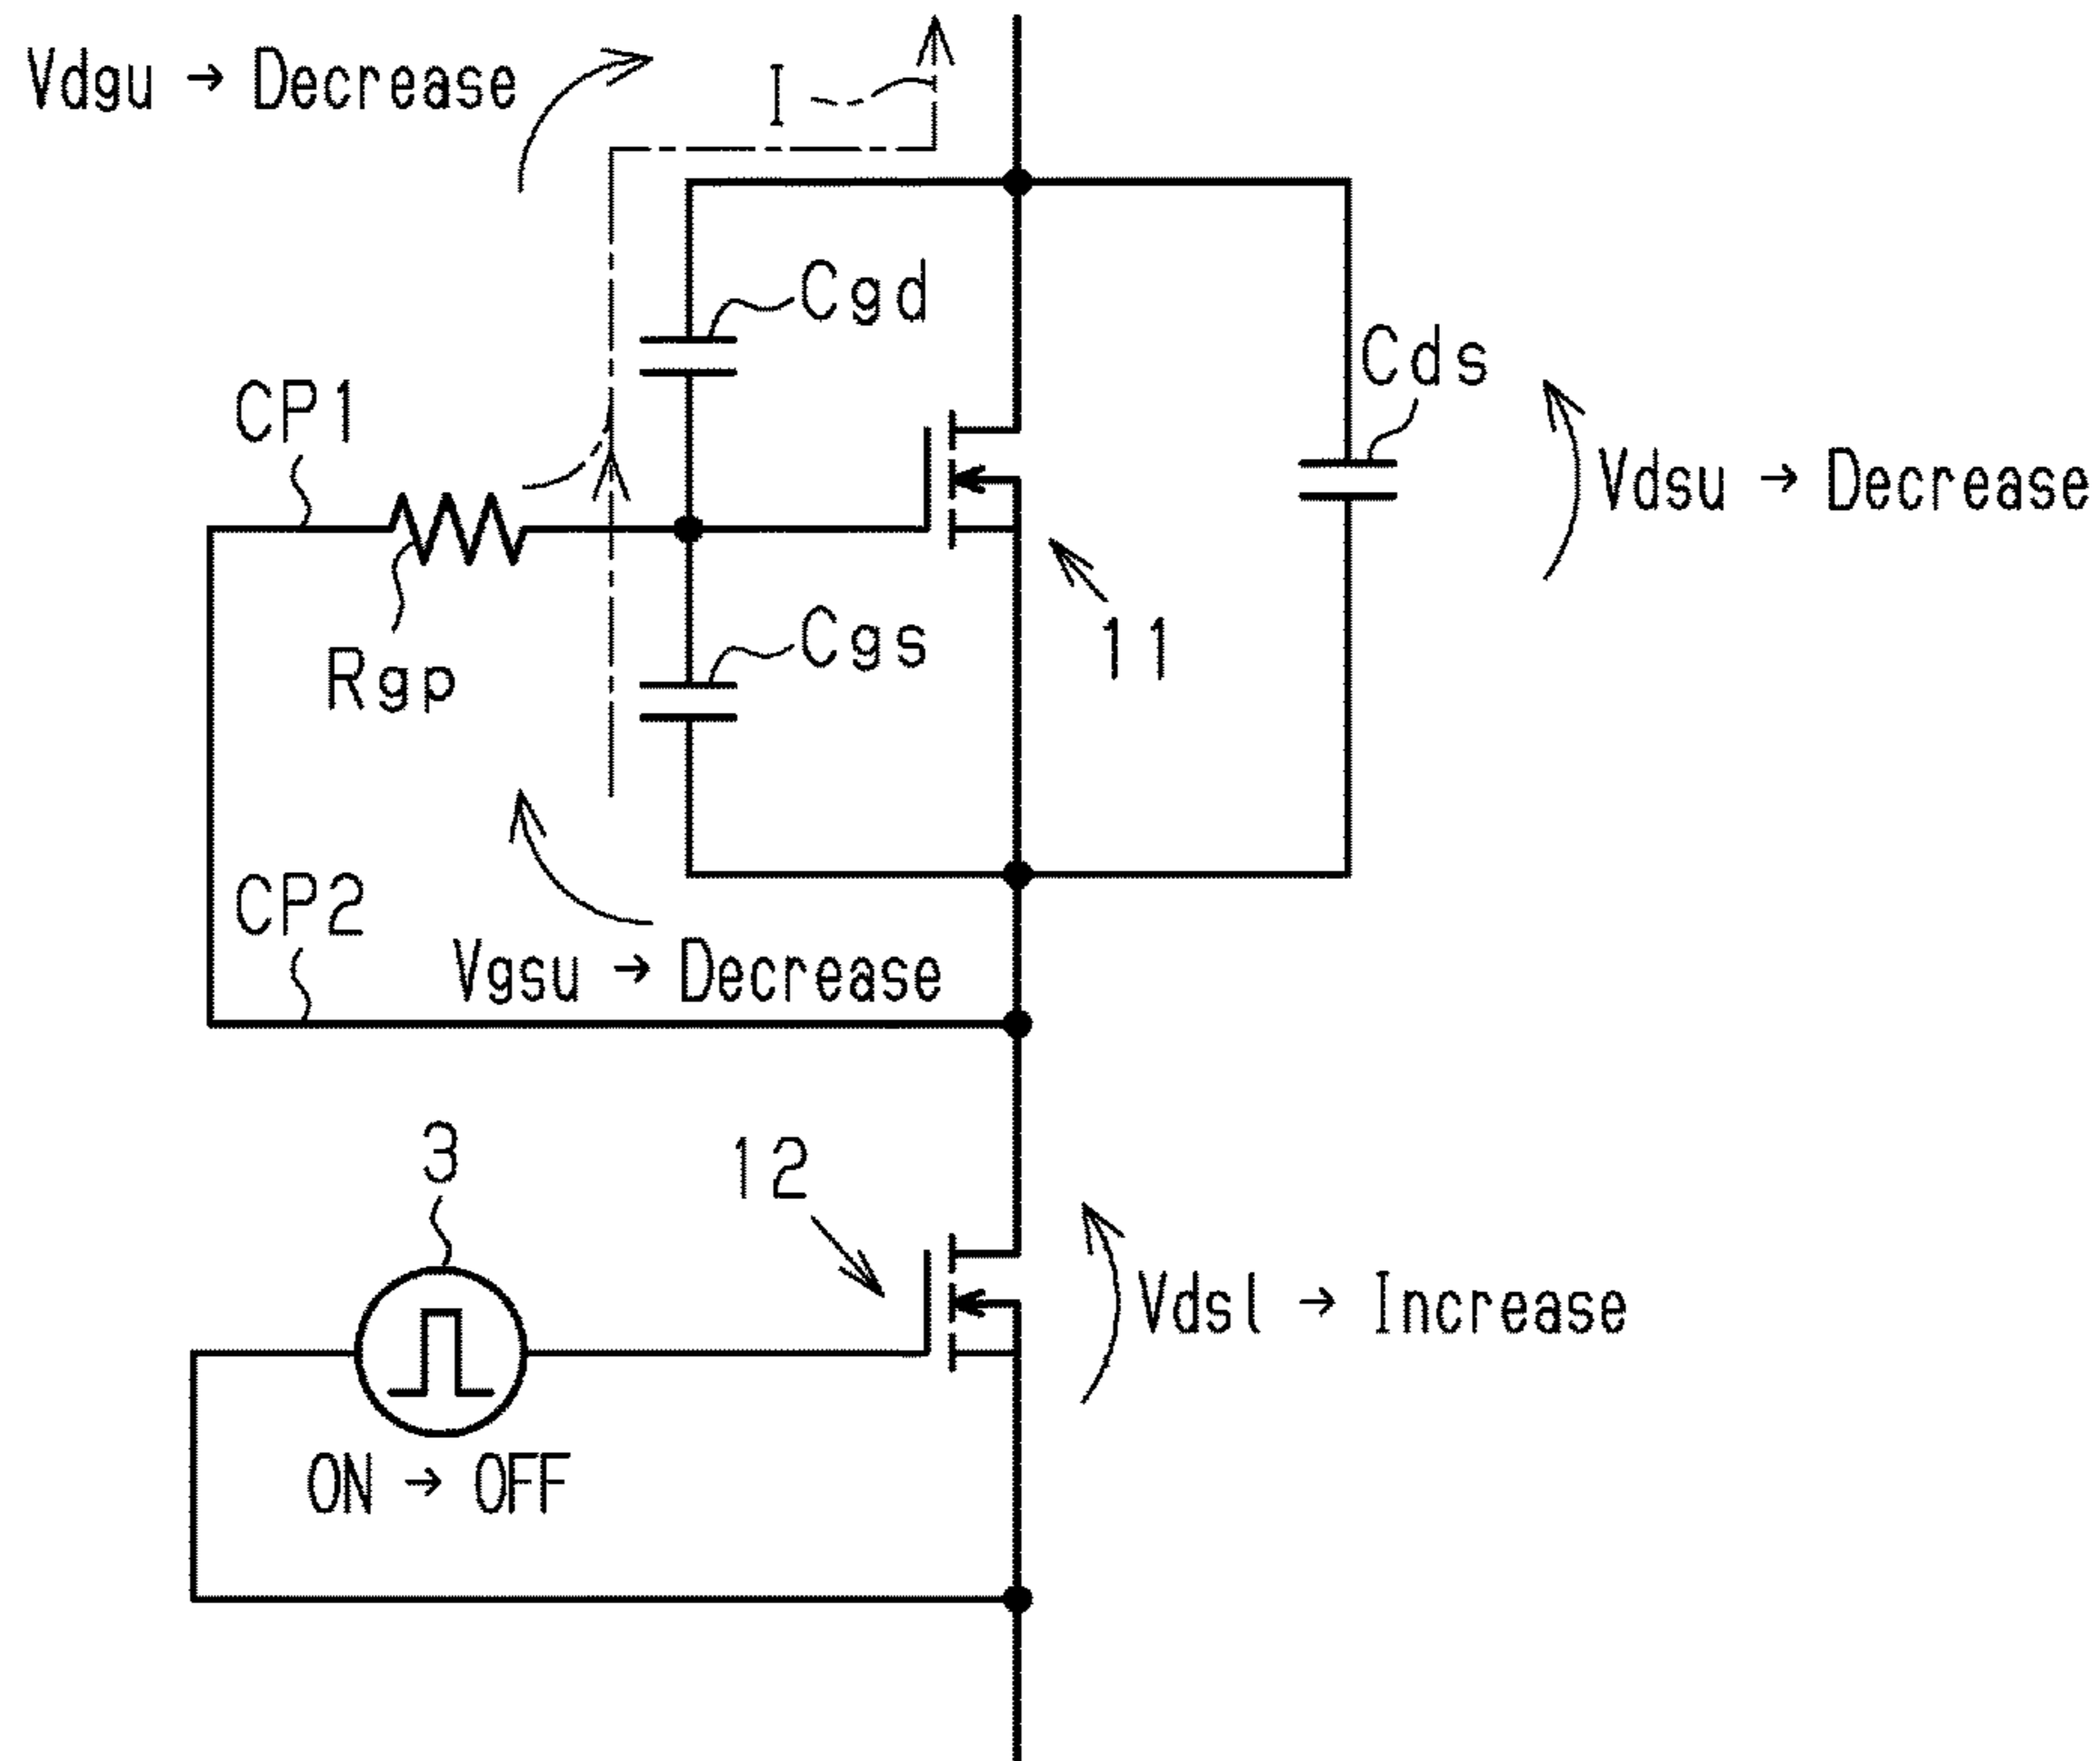 Vdgu → Decrease
I
Cgd
Cds
CP1
Vdsu → Decrease
Rgp
Cgs
11
CP2
Vgsu → Decrease
3
12
Vdsl → Increase
ON → OFF